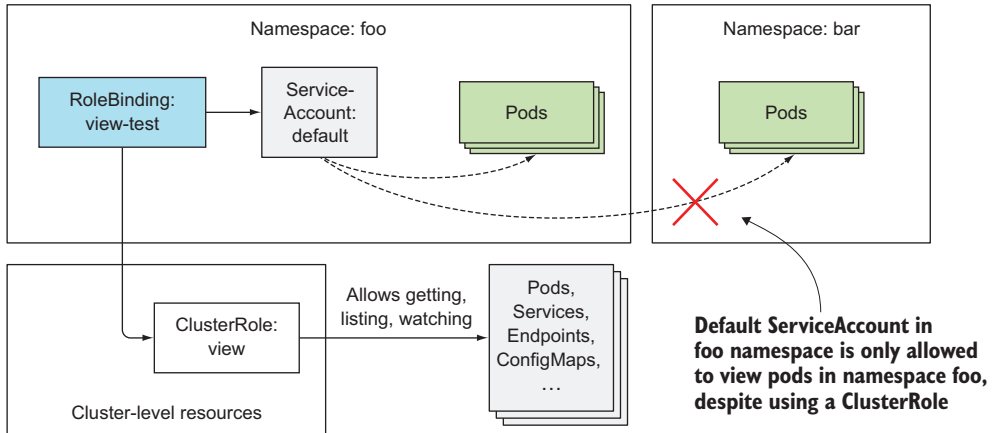 Namespace: foo
Namespace: bar
RoleBinding:
view-test
Service-
Account:
default
Pods
Pods
ClusterRole:
view
Allows getting,
listing, watching
Pods,
Services,
Endpoints,
ConfigMaps,
…
Cluster-level resources
Default ServiceAccount in
foo namespace is only allowed
to view pods in namespace foo,
despite using a ClusterRole